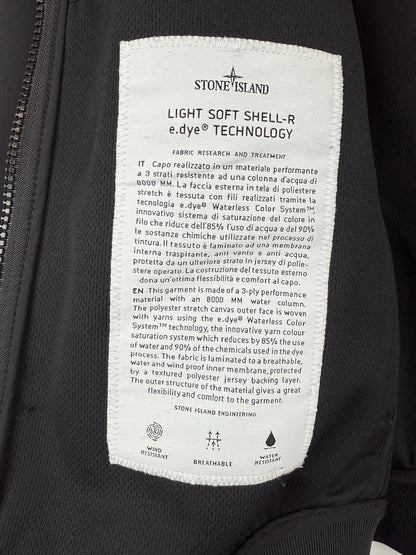 STONE ISLAND
LIGHT SOFT SHELL-R
e.dye® TECHNOLOGY
FABRIC RESEARCH AND TREATMENT
IT Capo realizzato in un materiale performante
a 3 strati resistente ad una colonna d'acqua di
8000 MM. La faccia esterna in tela di poliestere
stretch è tessuta con fili realizzati tramite la
tecnologia e.dye® Waterless Color System™,
innovativo sistema di saturazione del colore in
filo che riduce dell'85% l'uso di acqua e del 90%
le sostanze chimiche utilizzate nel processo di
tintura. Il tessuto è laminato ad una membrana
interna traspirante, anti vento e anti acqua,
protetta da un ulteriore strato in jersey di polie-
stere operato. La costruzione del tessuto esterno
dona un'ottima flessibilità e comfort al capo.
EN This garment is made of a 3-ply performance
material with an 8000 MM water column.
The polyester stretch canvas outer face is woven
with yarns using the e.dye® Waterless Color
System™ technology, the innovative yarn colour
saturation system which reduces by 85% the use
of water and 90% of the chemicals used in the dye
process. The fabric is laminated to a breathable,
water and wind proof inner membrane, protected
by a textured polyester jersey backing layer.
The outer structure of the material gives a great
flexibility and comfort to the garment.
STONE ISLAND ENGINEERING
WIND
RESISTANT
BREATHABLE
WATER
RESISTANT